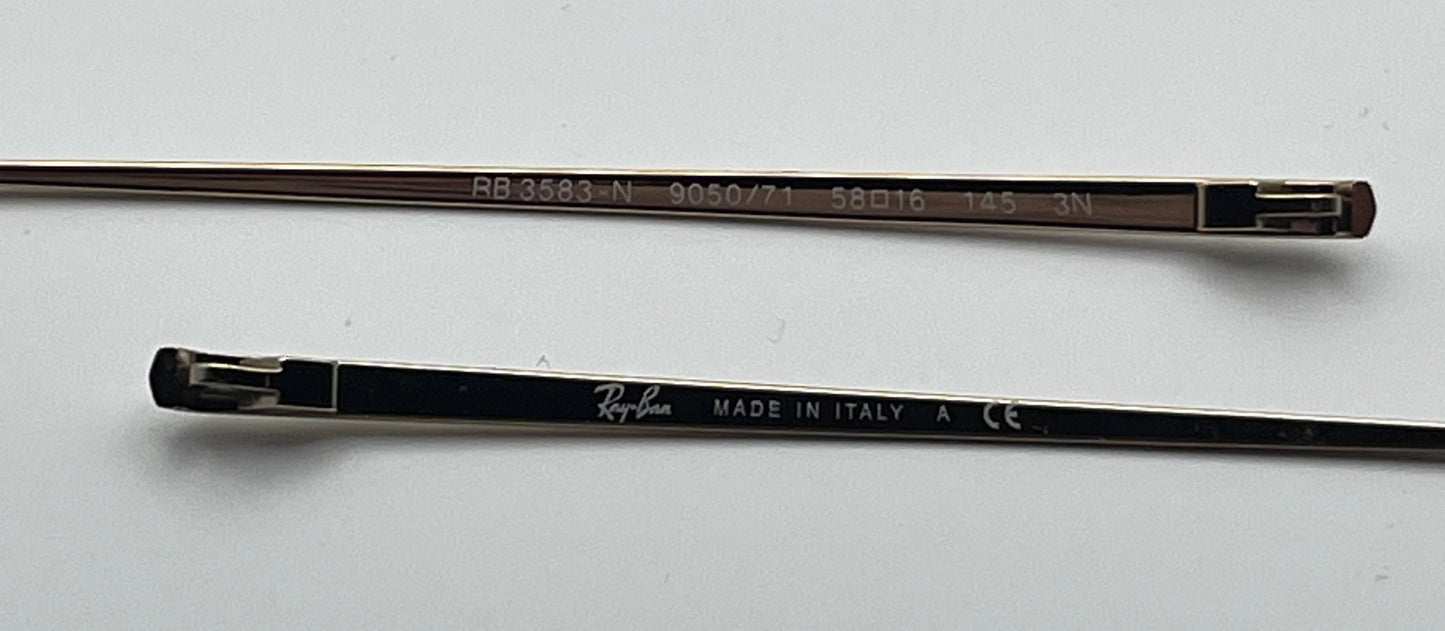 RB 3583-N 9050/71 58□16 145 3N
Ray-Ban MADE IN ITALY A CE